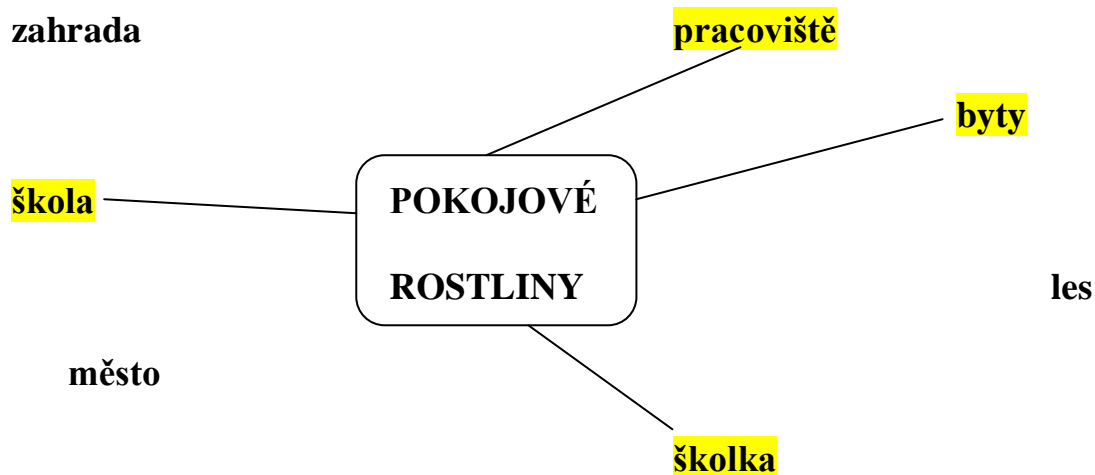 zahrada
pracoviště
byty
škola
POKOJOVÉ
ROSTLINY
les
město
školka